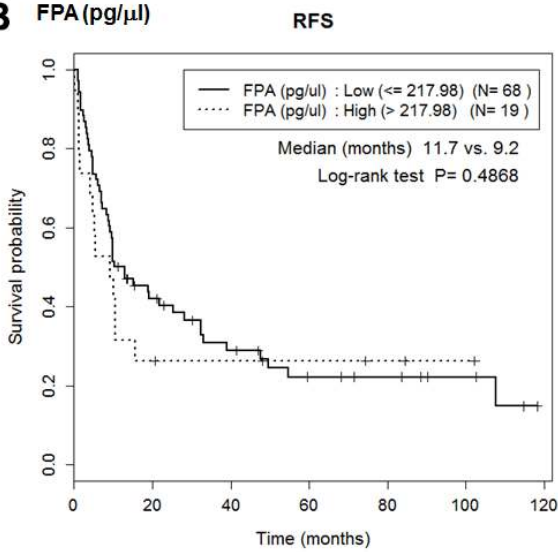 B FPA (pg/μl)
RFS
FPA (pg/ul) : Low (<= 217.98) (N= 68 )
FPA (pg/ul) : High (> 217.98) (N= 19 )
Median (months) 11.7 vs. 9.2
Log-rank test P= 0.4868
Survival probability
1.0
0.8
0.6
0.4
0.2
0.0
0 20 40 60 80 100 120
Time (months)